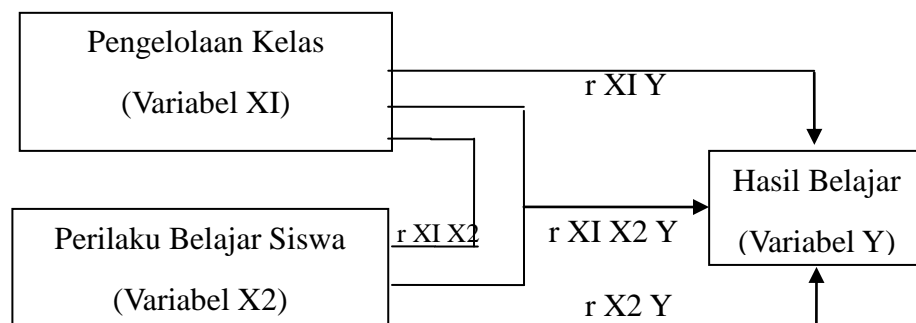 Pengelolaan Kelas
(Variabel XI)
r XI Y
Hasil Belajar
(Variabel Y)
Perilaku Belajar Siswa
(Variabel X2)
r XI X2
r XI X2 Y
r X2 Y